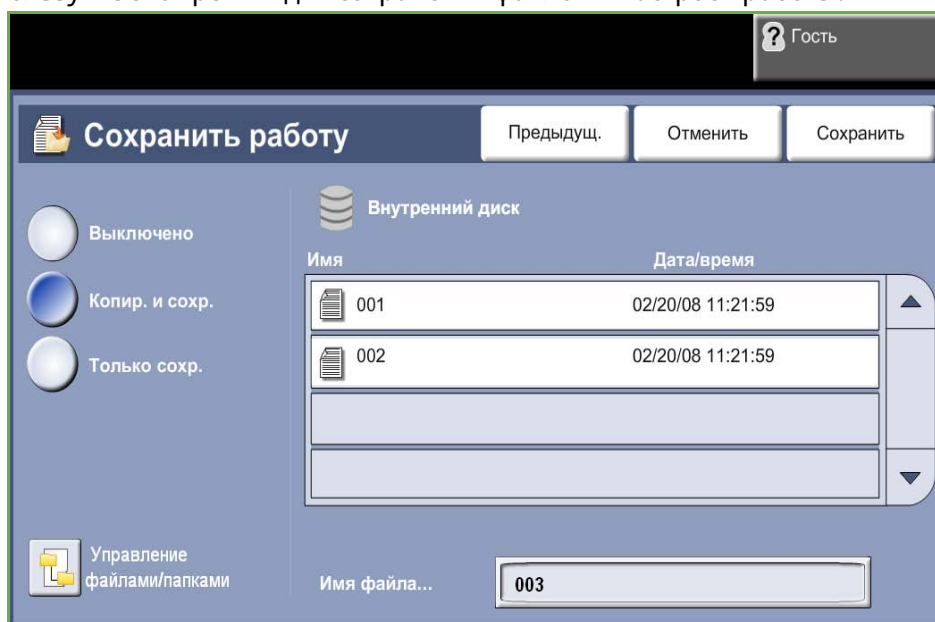 Гость
Сохранить работу
Предыдущ.
Отменить
Сохранить
Выключено
Копир. и сохр.
Только сохр.
Внутренний диск
Имя Дата/время
001 02/20/08 11:21:59
002 02/20/08 11:21:59
Управление
файлами/папками
Имя файла... 003